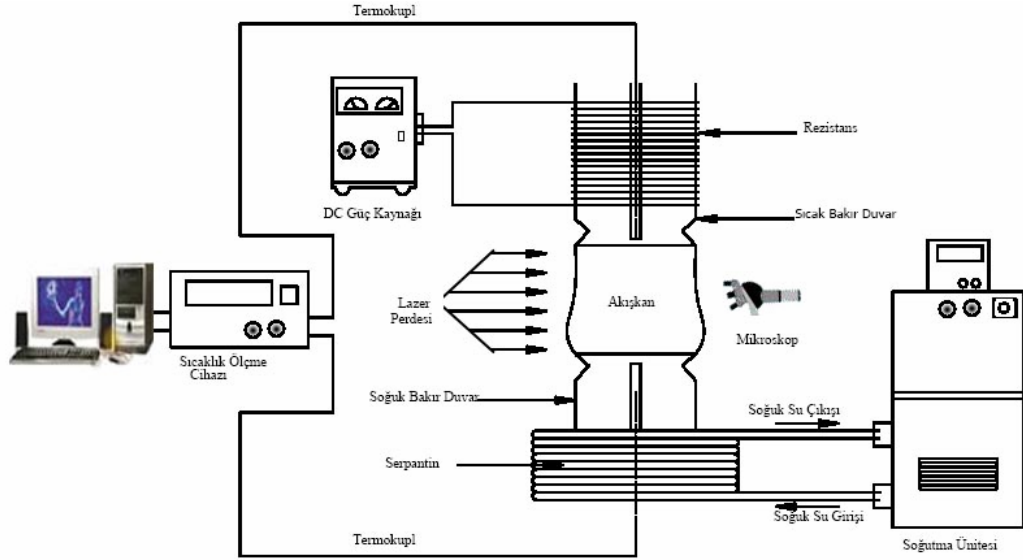 Termokupl
Rezistans
DC Güç Kaynağı
Sıcak Bakır Duvar
Lazer
Perdesi
Akışkan
Mikroskop
Sıcaklık Ölçme
Cihazı
Soğuk Bakır Duvar
Soğuk Su Çıkışı
Serpantin
Soğuk Su Girişi
Termokupl
Soğutma Ünitesi